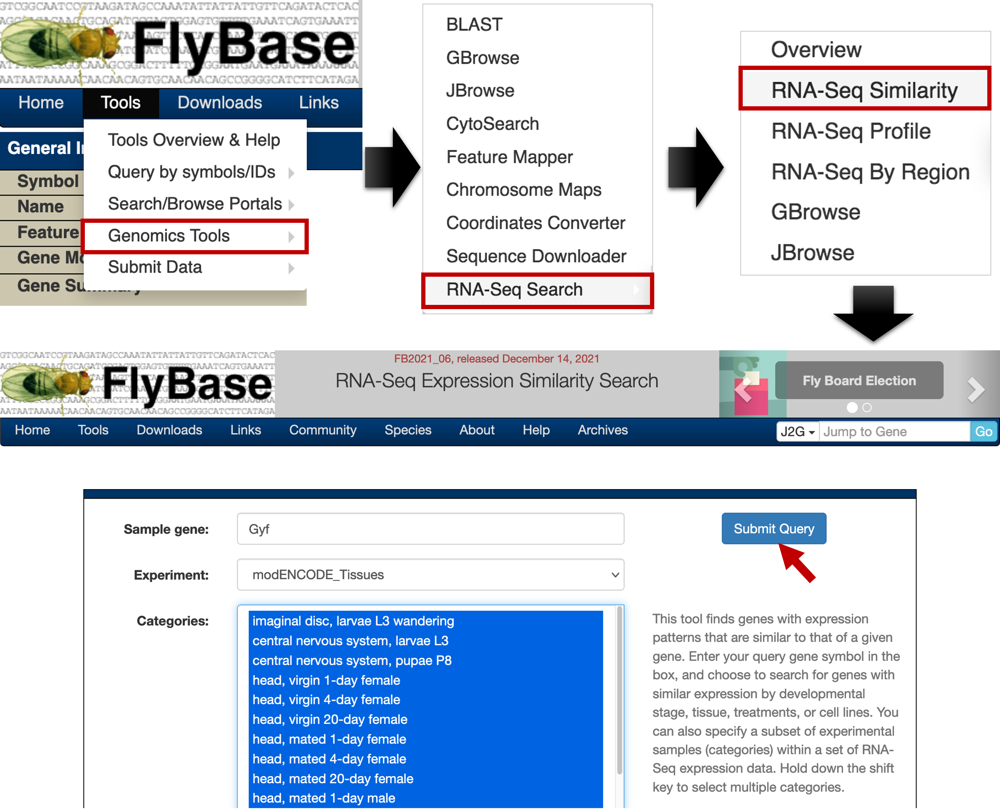 FlyBase
Home
Tools
Downloads
Links
General I
Symbol
Name
Feature
Gene Mo
Gene Summary
Tools Overview & Help
Query by symbols/IDs
Search/Browse Portals
Genomics Tools
Submit Data
BLAST
GBrowse
JBrowse
CytoSearch
Feature Mapper
Chromosome Maps
Coordinates Converter
Sequence Downloader
RNA-Seq Search
Overview
RNA-Seq Similarity
RNA-Seq Profile
RNA-Seq By Region
GBrowse
JBrowse
FlyBase
FB2021_06, released December 14, 2021
RNA-Seq Expression Similarity Search
Fly Board Election
Home
Tools
Downloads
Links
Community
Species
About
Help
Archives
J2G
Jump to Gene
Go
Sample gene:
Gyf
Submit Query
Experiment:
modENCODE_Tissues
Categories:
imaginal disc, larvae L3 wandering
central nervous system, larvae L3
central nervous system, pupae P8
head, virgin 1-day female
head, virgin 4-day female
head, virgin 20-day female
head, mated 1-day female
head, mated 4-day female
head, mated 20-day female
head, mated 1-day male
This tool finds genes with expression
patterns that are similar to that of a given
gene. Enter your query gene symbol in the
box, and choose to search for genes with
similar expression by developmental
stage, tissue, treatments, or cell lines. You
can also specify a subset of experimental
samples (categories) within a set of RNA-
Seq expression data. Hold down the shift
key to select multiple categories.